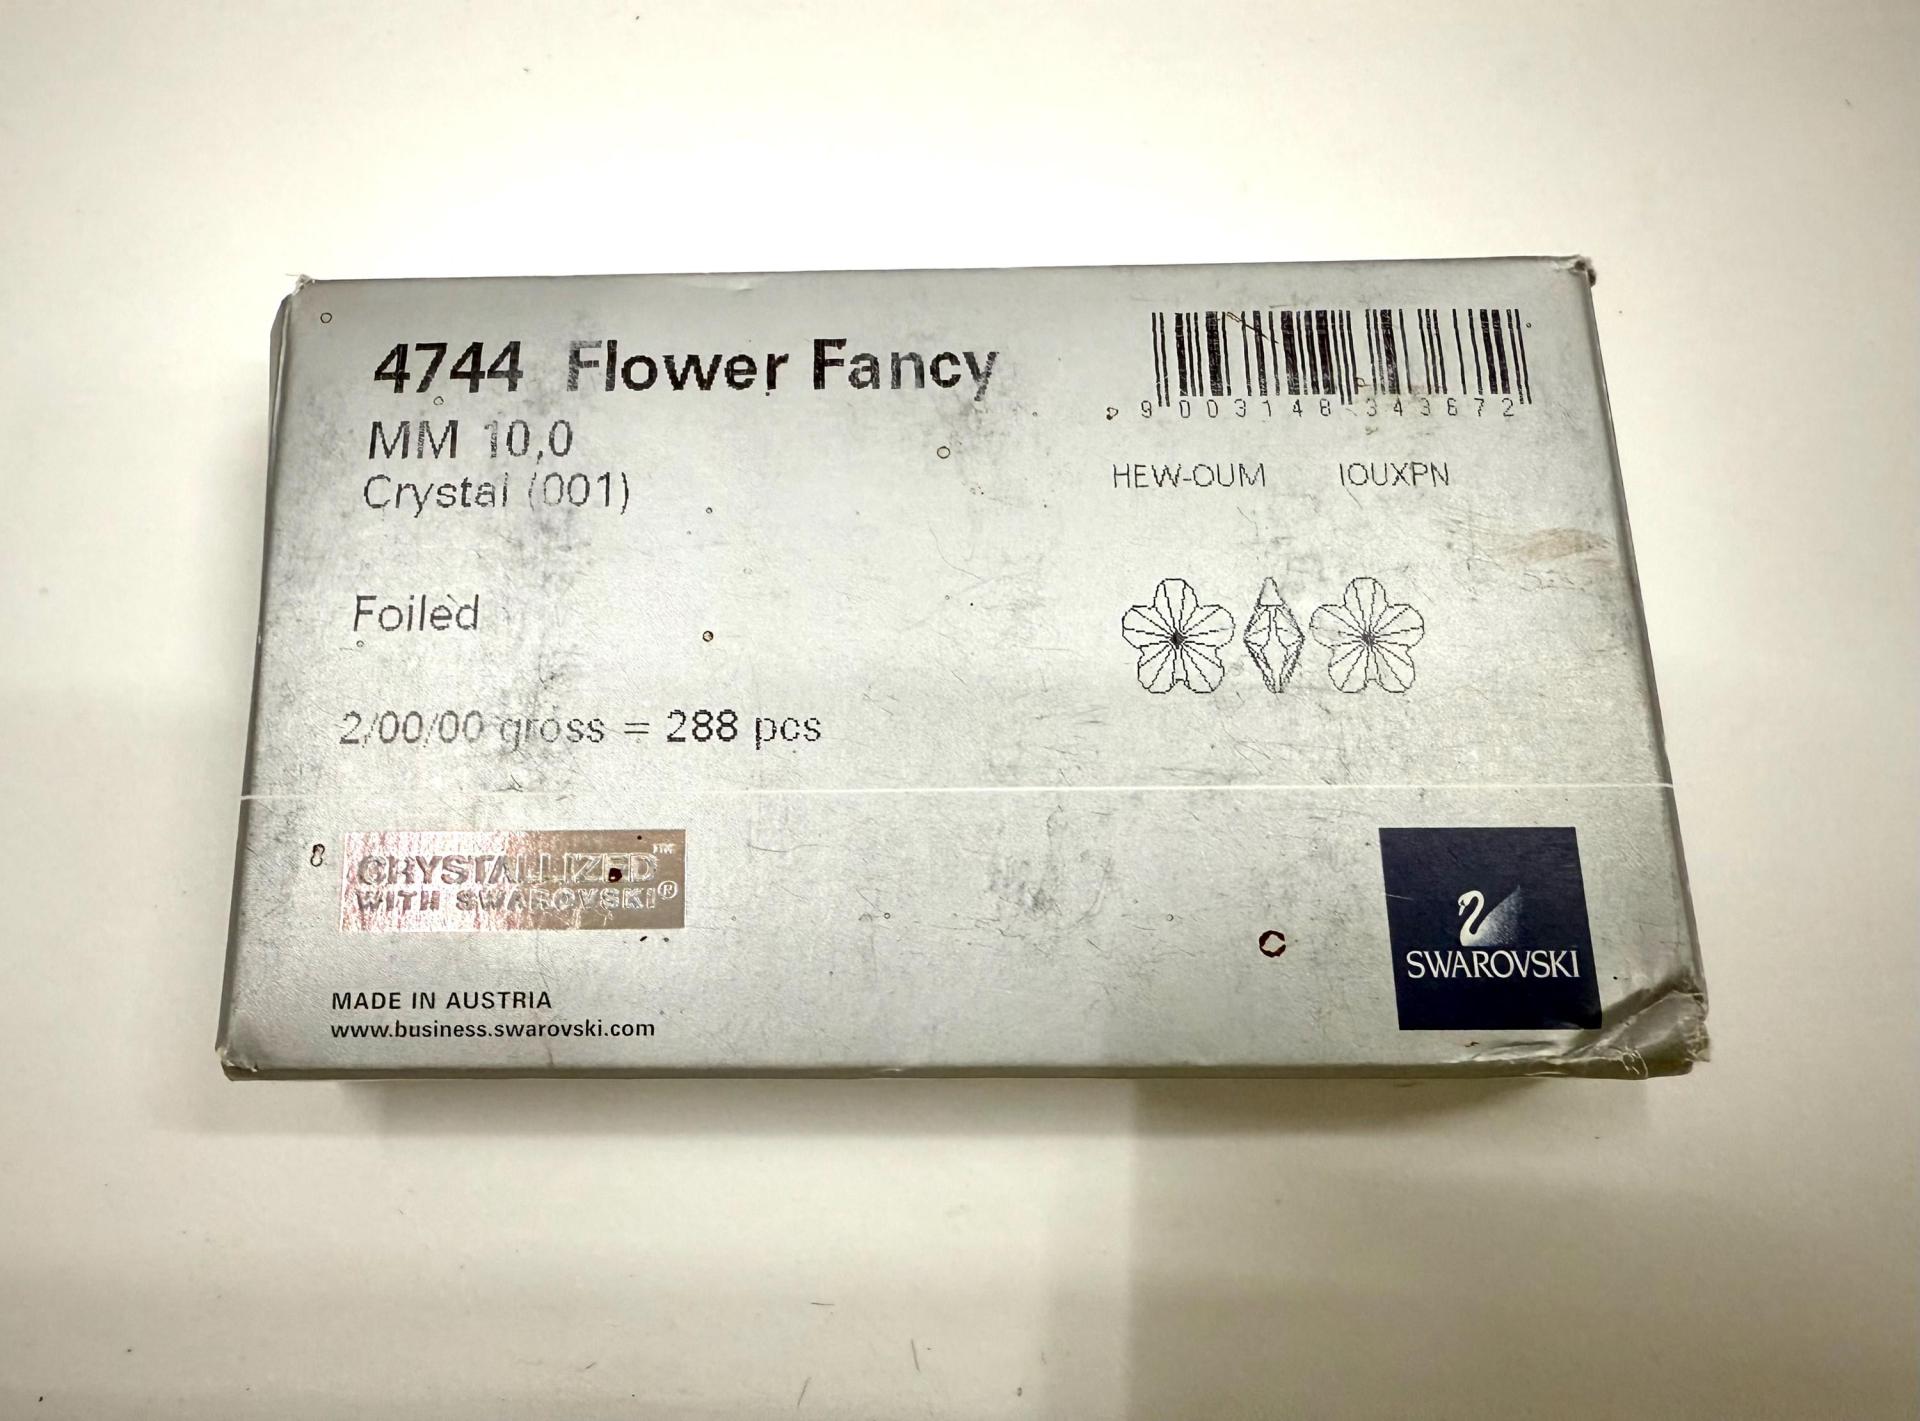 4744 Flower Fancy
MM 10,0
Crystal (001)
Foiled
2/00/00 gross = 288 pcs
9 003148 343672
HEW-OUM IOUXPN
CRYSTALLIZED™
WITH SWAROVSKI®
MADE IN AUSTRIA
www.business.swarovski.com
SWAROVSKI